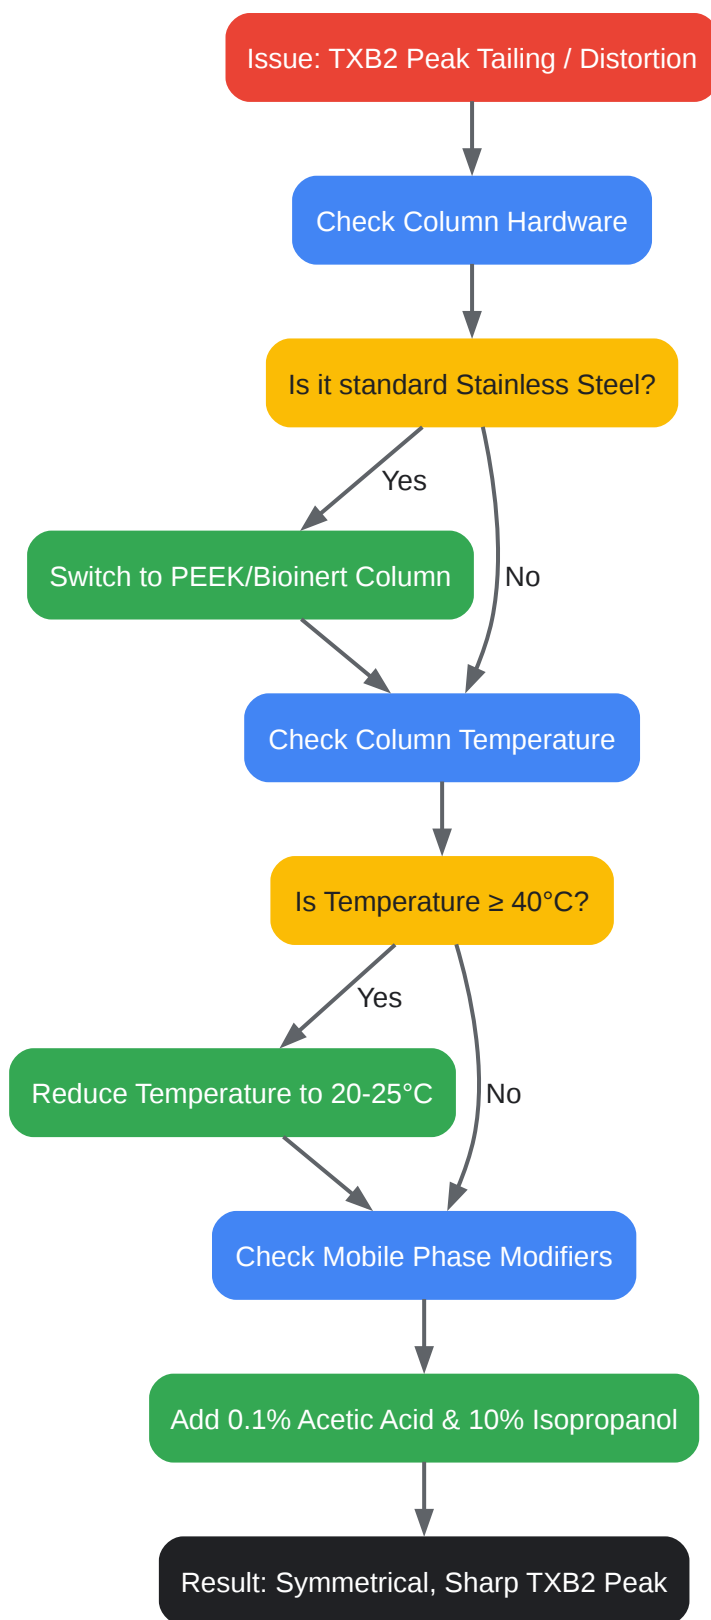 Issue: TXB2 Peak Tailing / Distortion
Check Column Hardware
Is it standard Stainless Steel?
Yes
Switch to PEEK/Bioinert Column
No
Check Column Temperature
Is Temperature ≥ 40°C?
Yes
Reduce Temperature to 20-25°C
No
Check Mobile Phase Modifiers
Add 0.1% Acetic Acid & 10% Isopropanol
Result: Symmetrical, Sharp TXB2 Peak